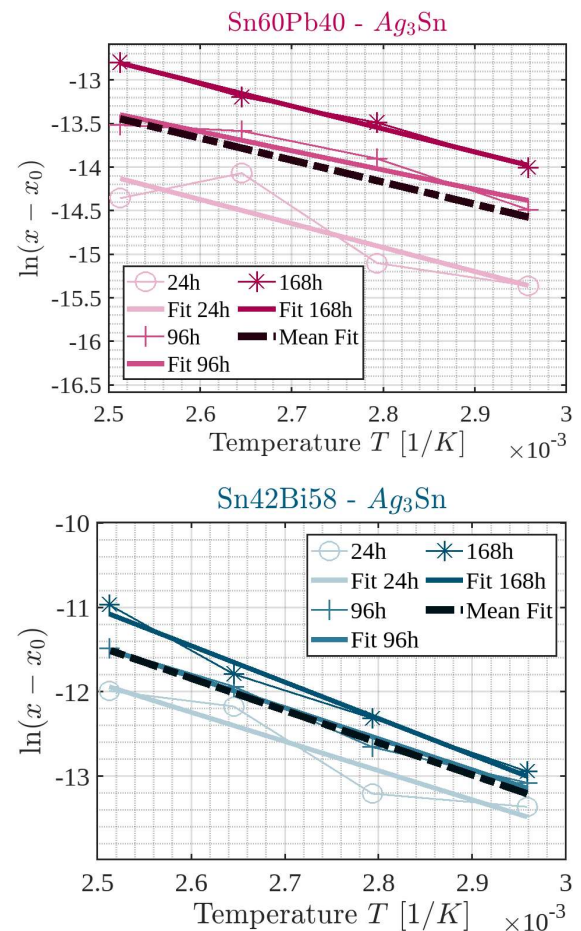 Sn60Pb40 - Ag₃Sn
-13
-13.5
-14
-14.5
-15
-15.5
-16
-16.5
ln(x − x₀)
24h
Fit 24h
96h
Fit 96h
168h
Fit 168h
Mean Fit
2.5
2.6
2.7
2.8
2.9
3
Temperature T [1/K]
×10⁻³
Sn42Bi58 - Ag₃Sn
-10
-11
-12
-13
ln(x − x₀)
24h
Fit 24h
96h
Fit 96h
168h
Fit 168h
Mean Fit
2.5
2.6
2.7
2.8
2.9
3
Temperature T [1/K]
×10⁻³